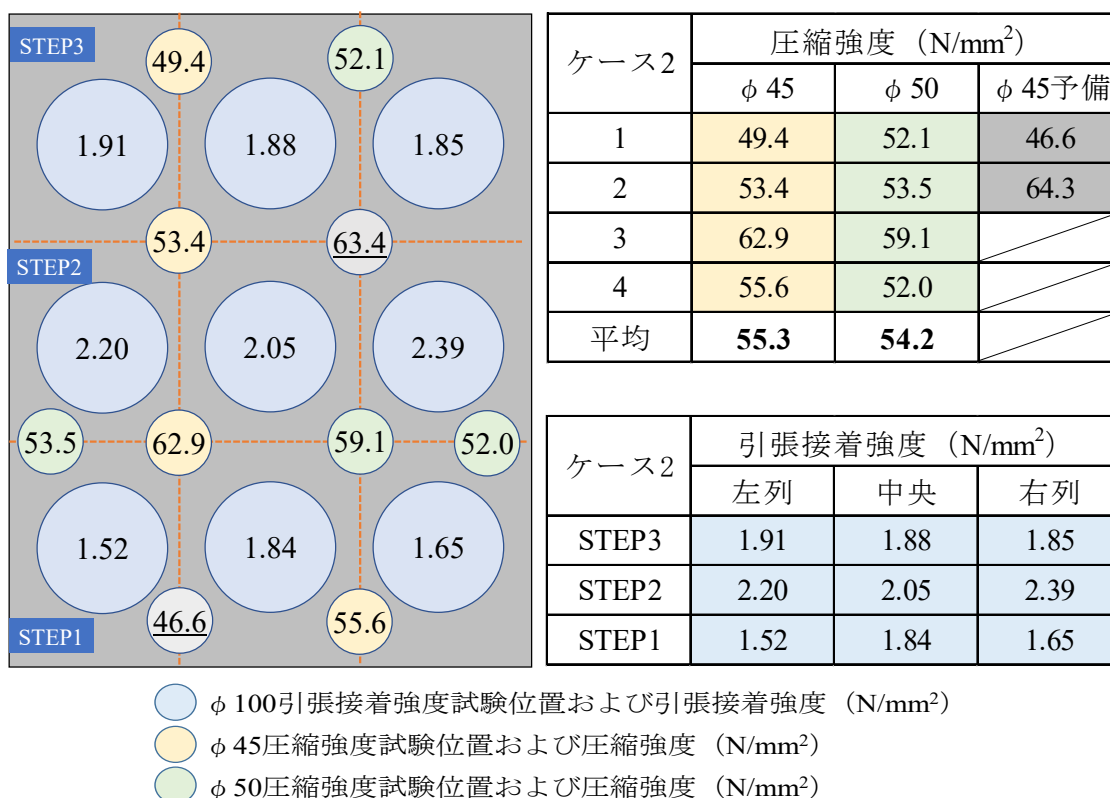 STEP3
49.4
52.1
1.91
1.88
1.85
53.4
63.4
STEP2
2.20
2.05
2.39
53.5
62.9
59.1
52.0
1.52
1.84
1.65
46.6
55.6
STEP1
ケース2 圧縮強度（N/mm²）
φ45 φ50 φ45予備
1 49.4 52.1 46.6
2 53.4 53.5 64.3
3 62.9 59.1
4 55.6 52.0
平均 55.3 54.2
ケース2 引張接着強度（N/mm²）
左列 中央 右列
STEP3 1.91 1.88 1.85
STEP2 2.20 2.05 2.39
STEP1 1.52 1.84 1.65
φ100引張接着強度試験位置および引張接着強度（N/mm²）
φ45圧縮強度試験位置および圧縮強度（N/mm²）
φ50圧縮強度試験位置および圧縮強度（N/mm²）